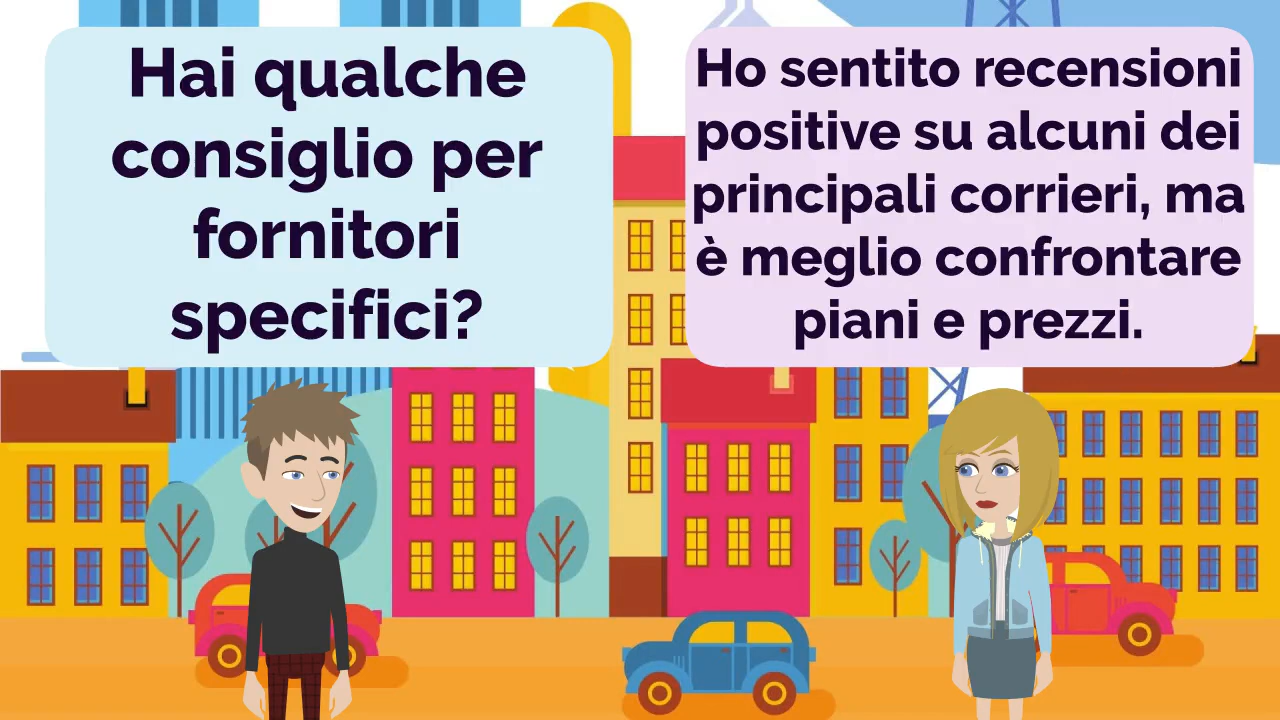 Hai qualche
consiglio per
fornitori
specifici?
Ho sentito recensioni
positive su alcuni dei
principali corrieri, ma
è meglio confrontare
piani e prezzi.